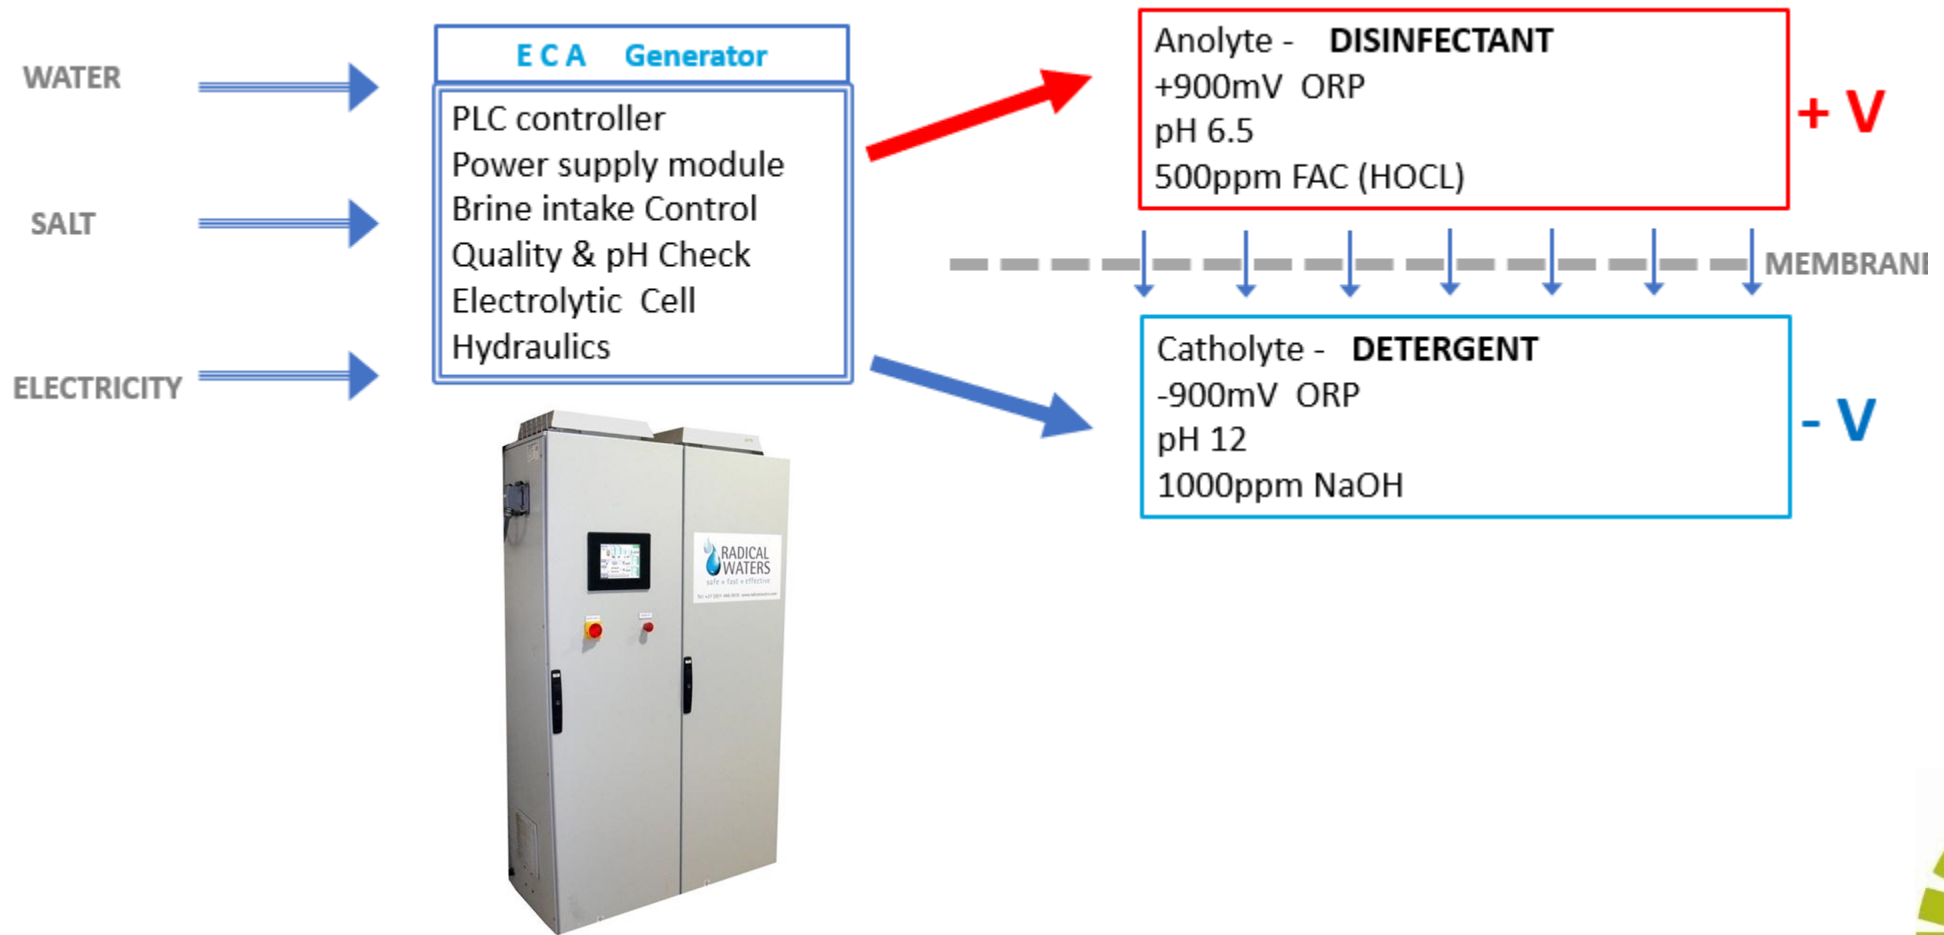 WATER
SALT
ELECTRICITY
E C A Generator
PLC controller
Power supply module
Brine intake Control
Quality & pH Check
Electrolytic Cell
Hydraulics
Anolyte - DISINFECTANT
+900mV ORP
pH 6.5
500ppm FAC (HOCL)
+ V
MEMBRAN
Catholyte - DETERGENT
-900mV ORP
pH 12
1000ppm NaOH
- V
RADICAL
WATERS
safe • fast • effective